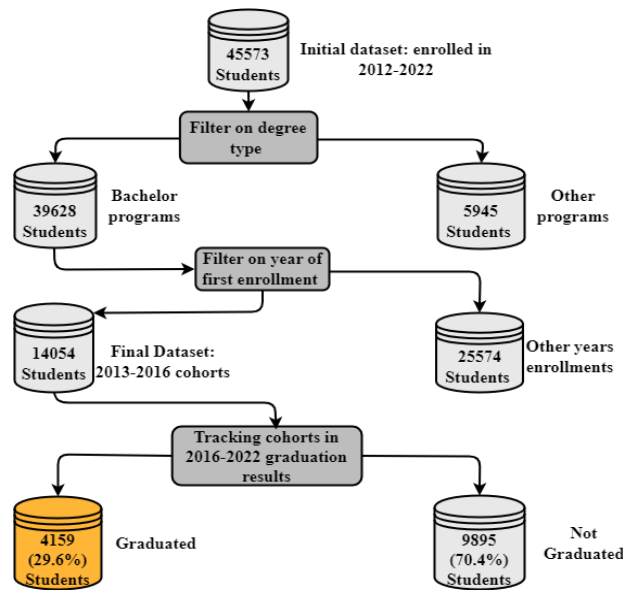 45573
Students
Initial dataset: enrolled in
2012-2022
Filter on degree
type
39628
Students
Bachelor
programs
5945
Students
Other
programs
Filter on year of
first enrollment
14054
Students
Final Dataset:
2013-2016 cohorts
25574
Students
Other years
enrollments
Tracking cohorts in
2016-2022 graduation
results
4159
(29.6%)
Students
Graduated
9895
(70.4%)
Students
Not
Graduated